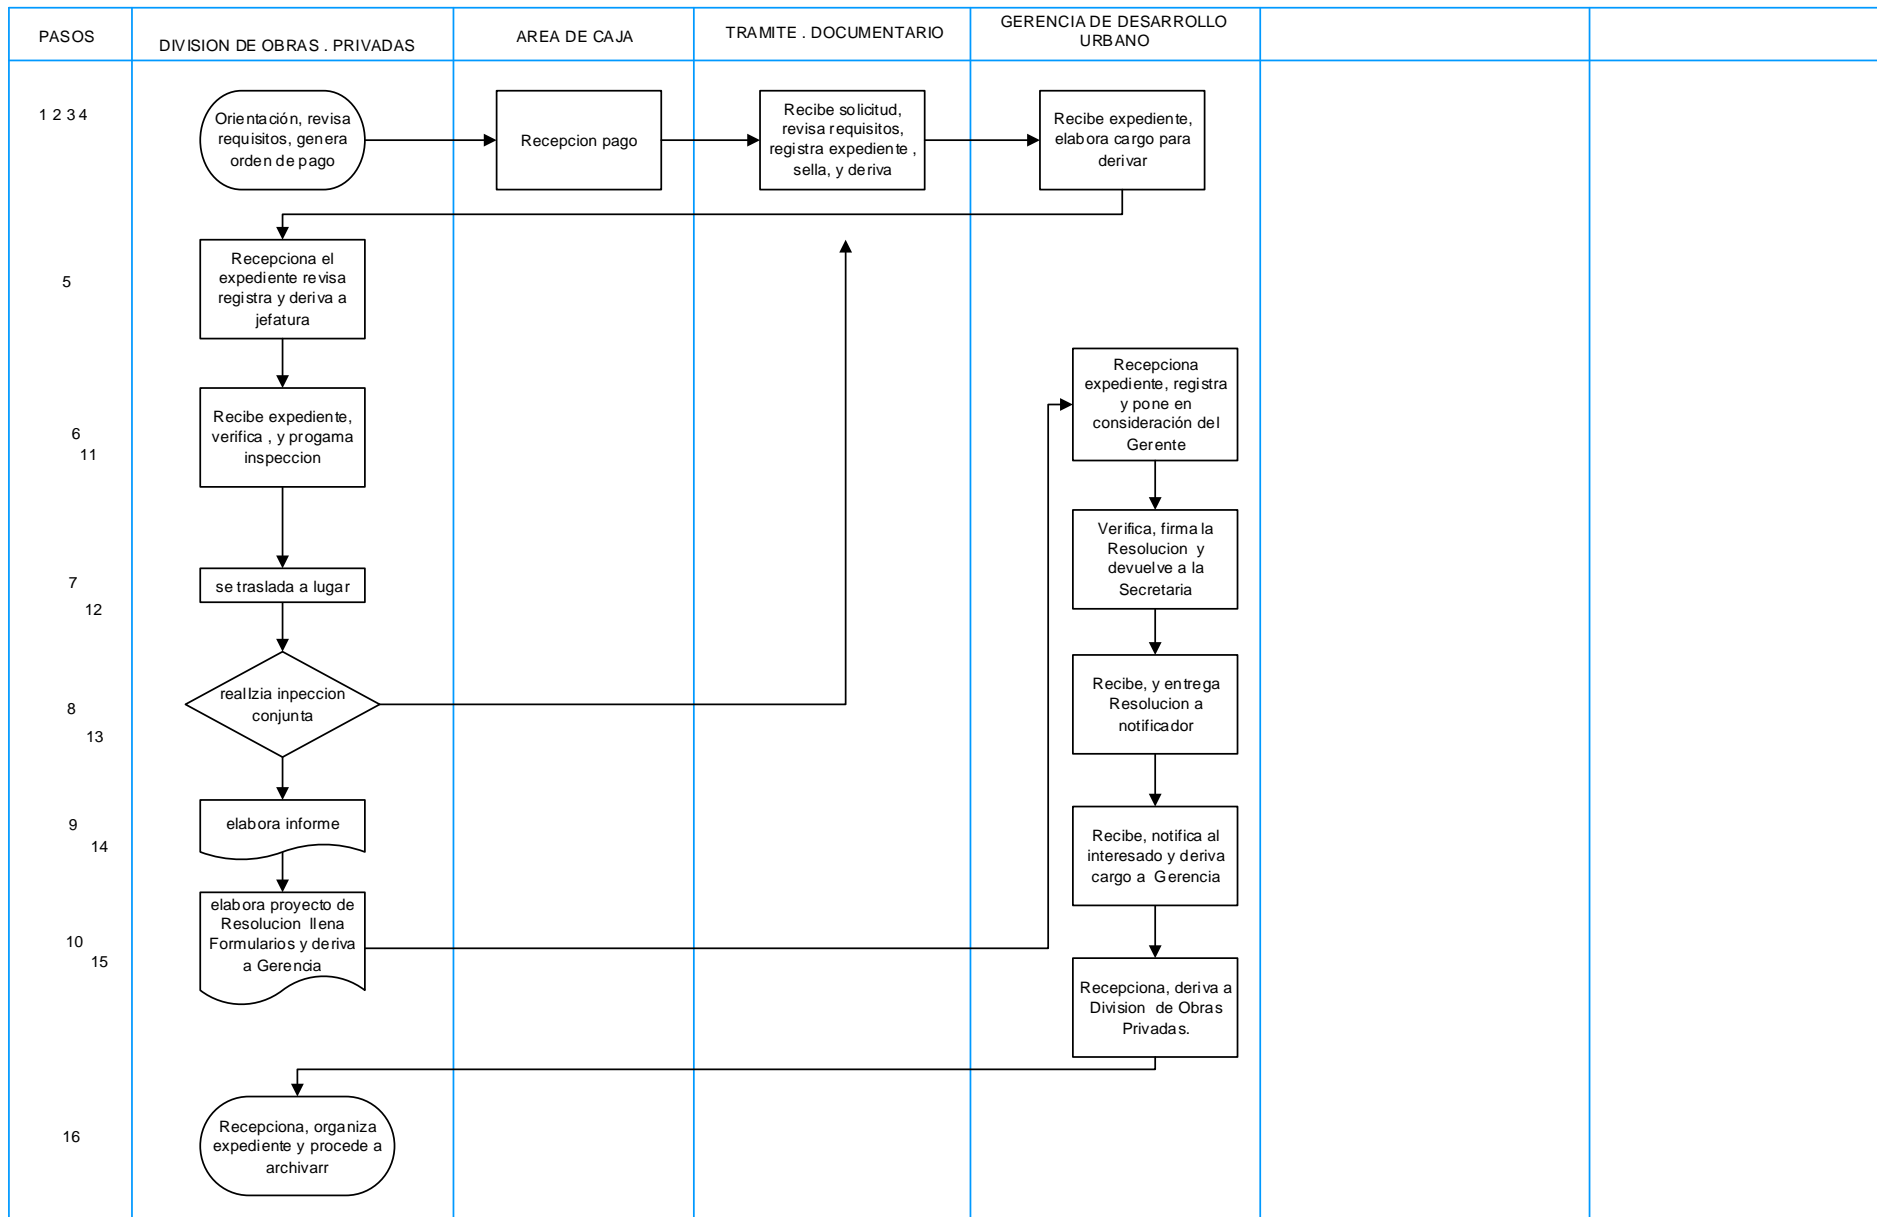 PASOS
DIVISION DE OBRAS . PRIVADAS
AREA DE CAJA
TRAMITE . DOCUMENTARIO
GERENCIA DE DESARROLLO
URBANO
1 2 3 4
Orientación, revisa
requisitos, genera
orden de pago
Recepcion pago
Recibe solicitud,
revisa requisitos,
registra expediente ,
sella, y deriva
Recibe expediente,
elabora cargo para
derivar
5
Recepciona el
expediente revisa
registra y deriva a
jefatura
6
11
Recibe expediente,
verifica , y progama
inspeccion
Recepciona
expediente, registra
y pone en
consideración del
Gerente
Verifica, firma la
Resolucion y
devuelve a la
Secretaria
7
12
se traslada a lugar
8
13
realIzia inpeccion
conjunta
Recibe, y entrega
Resolucion a
notificador
9
14
elabora informe
Recibe, notifica al
interesado y deriva
cargo a Gerencia
10
15
elabora proyecto de
Resolucion llena
Formularios y deriva
a Gerencia
Recepciona, deriva a
Division de Obras
Privadas.
16
Recepciona, organiza
expediente y procede a
archivarr